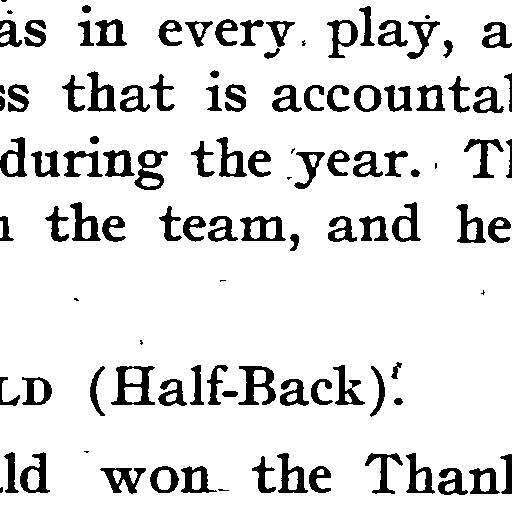 as in every play, a
ss that is accounta
during the year. Th
the team, and he
LD (Half-Back).
ld won the Thank